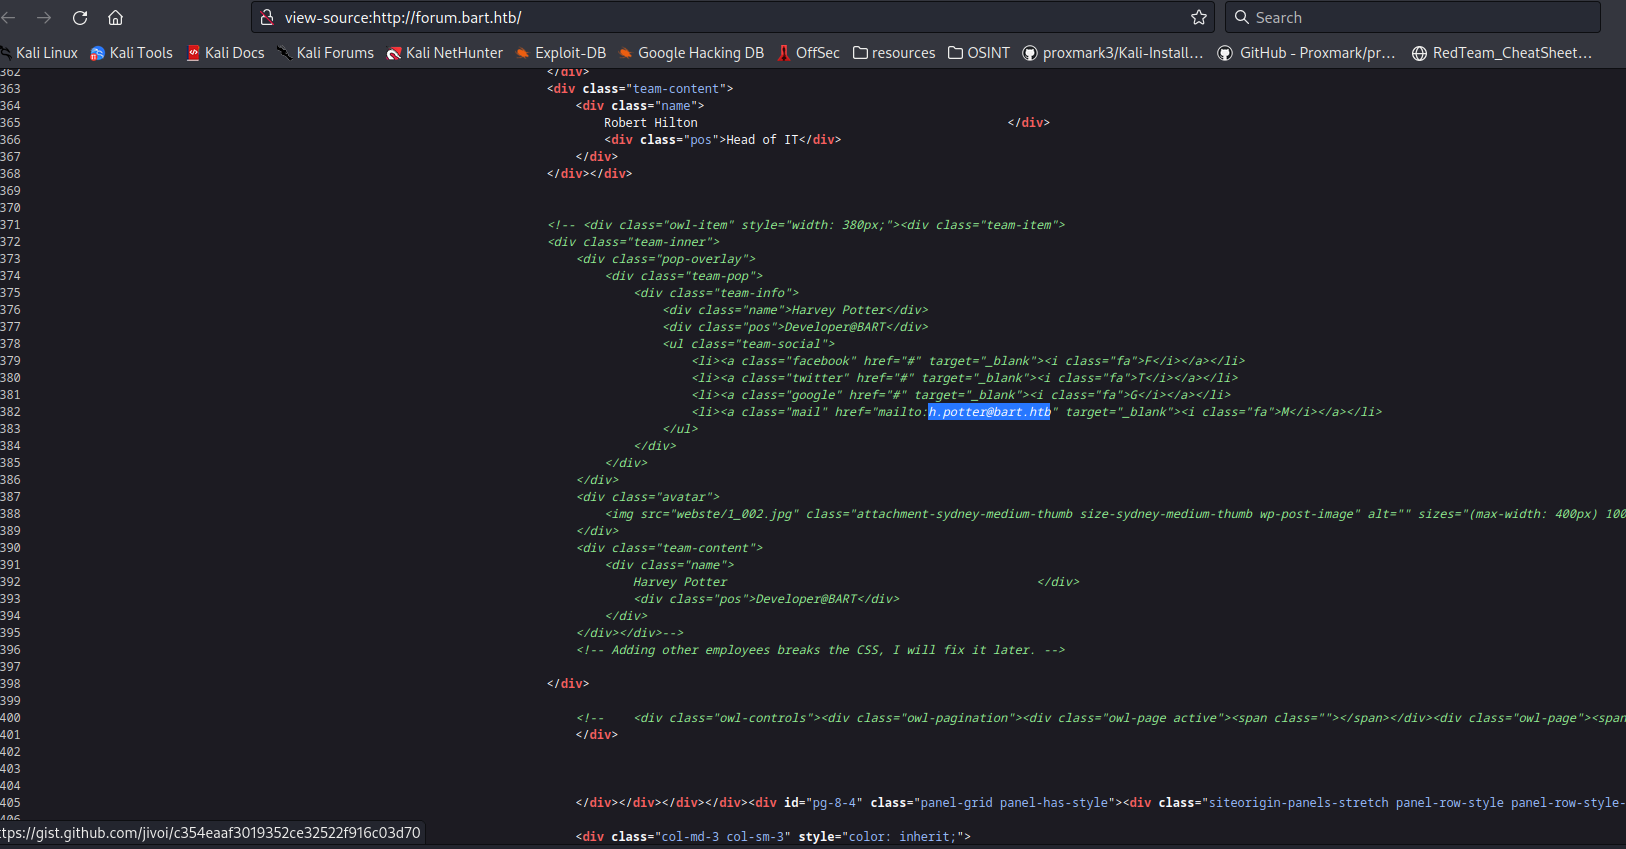 view-source:http://forum.bart.htb/
Search
Kali Linux Kali Tools Kali Docs Kali Forums Kali NetHunter Exploit-DB Google Hacking DB OffSec resources OSINT proxmark3/Kali-Install... GitHub - Proxmark/pr... RedTeam_CheatSheet...
362 </div>
363 <div class="team-content">
364 <div class="name">
365 Robert Hilton </div>
366 <div class="pos">Head of IT</div>
367 </div>
368 </div></div>
369
370
371 <!-- <div class="owl-item" style="width: 380px;"><div class="team-item">
372 <div class="team-inner">
373 <div class="pop-overlay">
374 <div class="team-pop">
375 <div class="team-info">
376 <div class="name">Harvey Potter</div>
377 <div class="pos">Developer@BART</div>
378 <ul class="team-social">
379 <li><a class="facebook" href="#" target="_blank"><i class="fa">F</i></a></li>
380 <li><a class="twitter" href="#" target="_blank"><i class="fa">T</i></a></li>
381 <li><a class="google" href="#" target="_blank"><i class="fa">G</i></a></li>
382 <li><a class="mail" href="mailto:h.potter@bart.htb" target="_blank"><i class="fa">M</i></a></li>
383 </ul>
384 </div>
385 </div>
386 </div>
387 <div class="avatar">
388 <img src="webste/1_002.jpg" class="attachment-sydney-medium-thumb size-sydney-medium-thumb wp-post-image" alt="" sizes="(max-width: 400px) 100
389 </div>
390 <div class="team-content">
391 <div class="name">
392 Harvey Potter </div>
393 <div class="pos">Developer@BART</div>
394 </div>
395 </div></div>-->
396 <!-- Adding other employees breaks the CSS, I will fix it later. -->
397
398 </div>
399
400 <!-- <div class="owl-controls"><div class="owl-pagination"><div class="owl-page active"><span class=""></span></div><div class="owl-page"><span
401 </div>
402
403
404
405 </div></div></div></div><div id="pg-8-4" class="panel-grid panel-has-style"><div class="siteorigin-panels-stretch panel-row-style panel-row-style-
406
ttps://gist.github.com/jivoi/c354eaaf3019352ce32522f916c03d70
<div class="col-md-3 col-sm-3" style="color: inherit;">